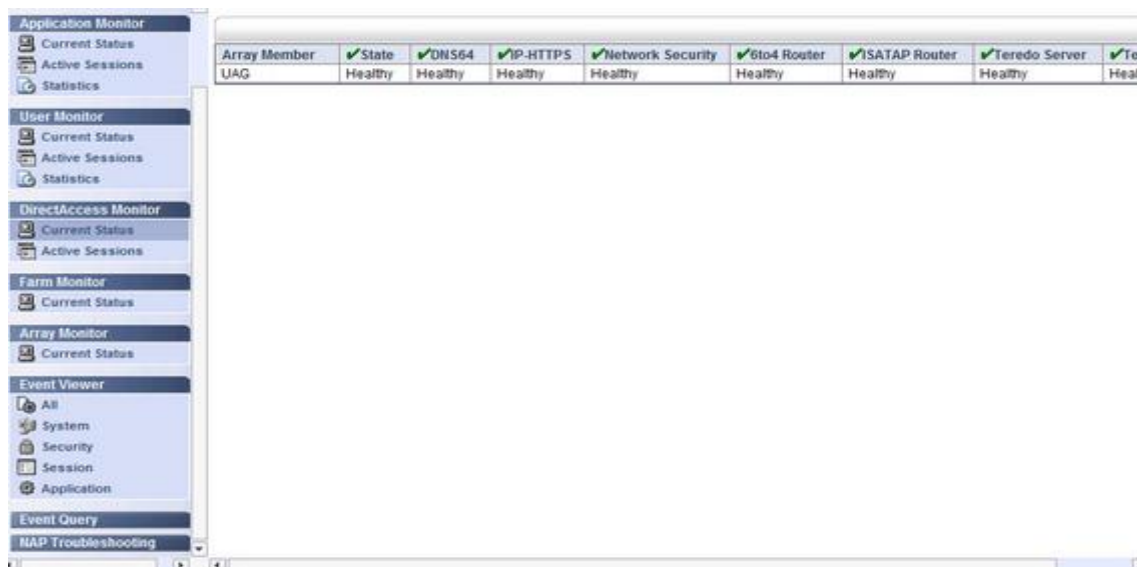 Application Monitor
Current Status
Active Sessions
Statistics
User Monitor
Current Status
Active Sessions
Statistics
DirectAccess Monitor
Current Status
Active Sessions
Farm Monitor
Current Status
Array Monitor
Current Status
Event Viewer
All
System
Security
Session
Application
Event Query
NAP Troubleshooting
Array Member State DNS64 IP-HTTPS Network Security 6to4 Router ISATAP Router Teredo Server Te
UAG Healthy Healthy Healthy Healthy Healthy Healthy Healthy Heal